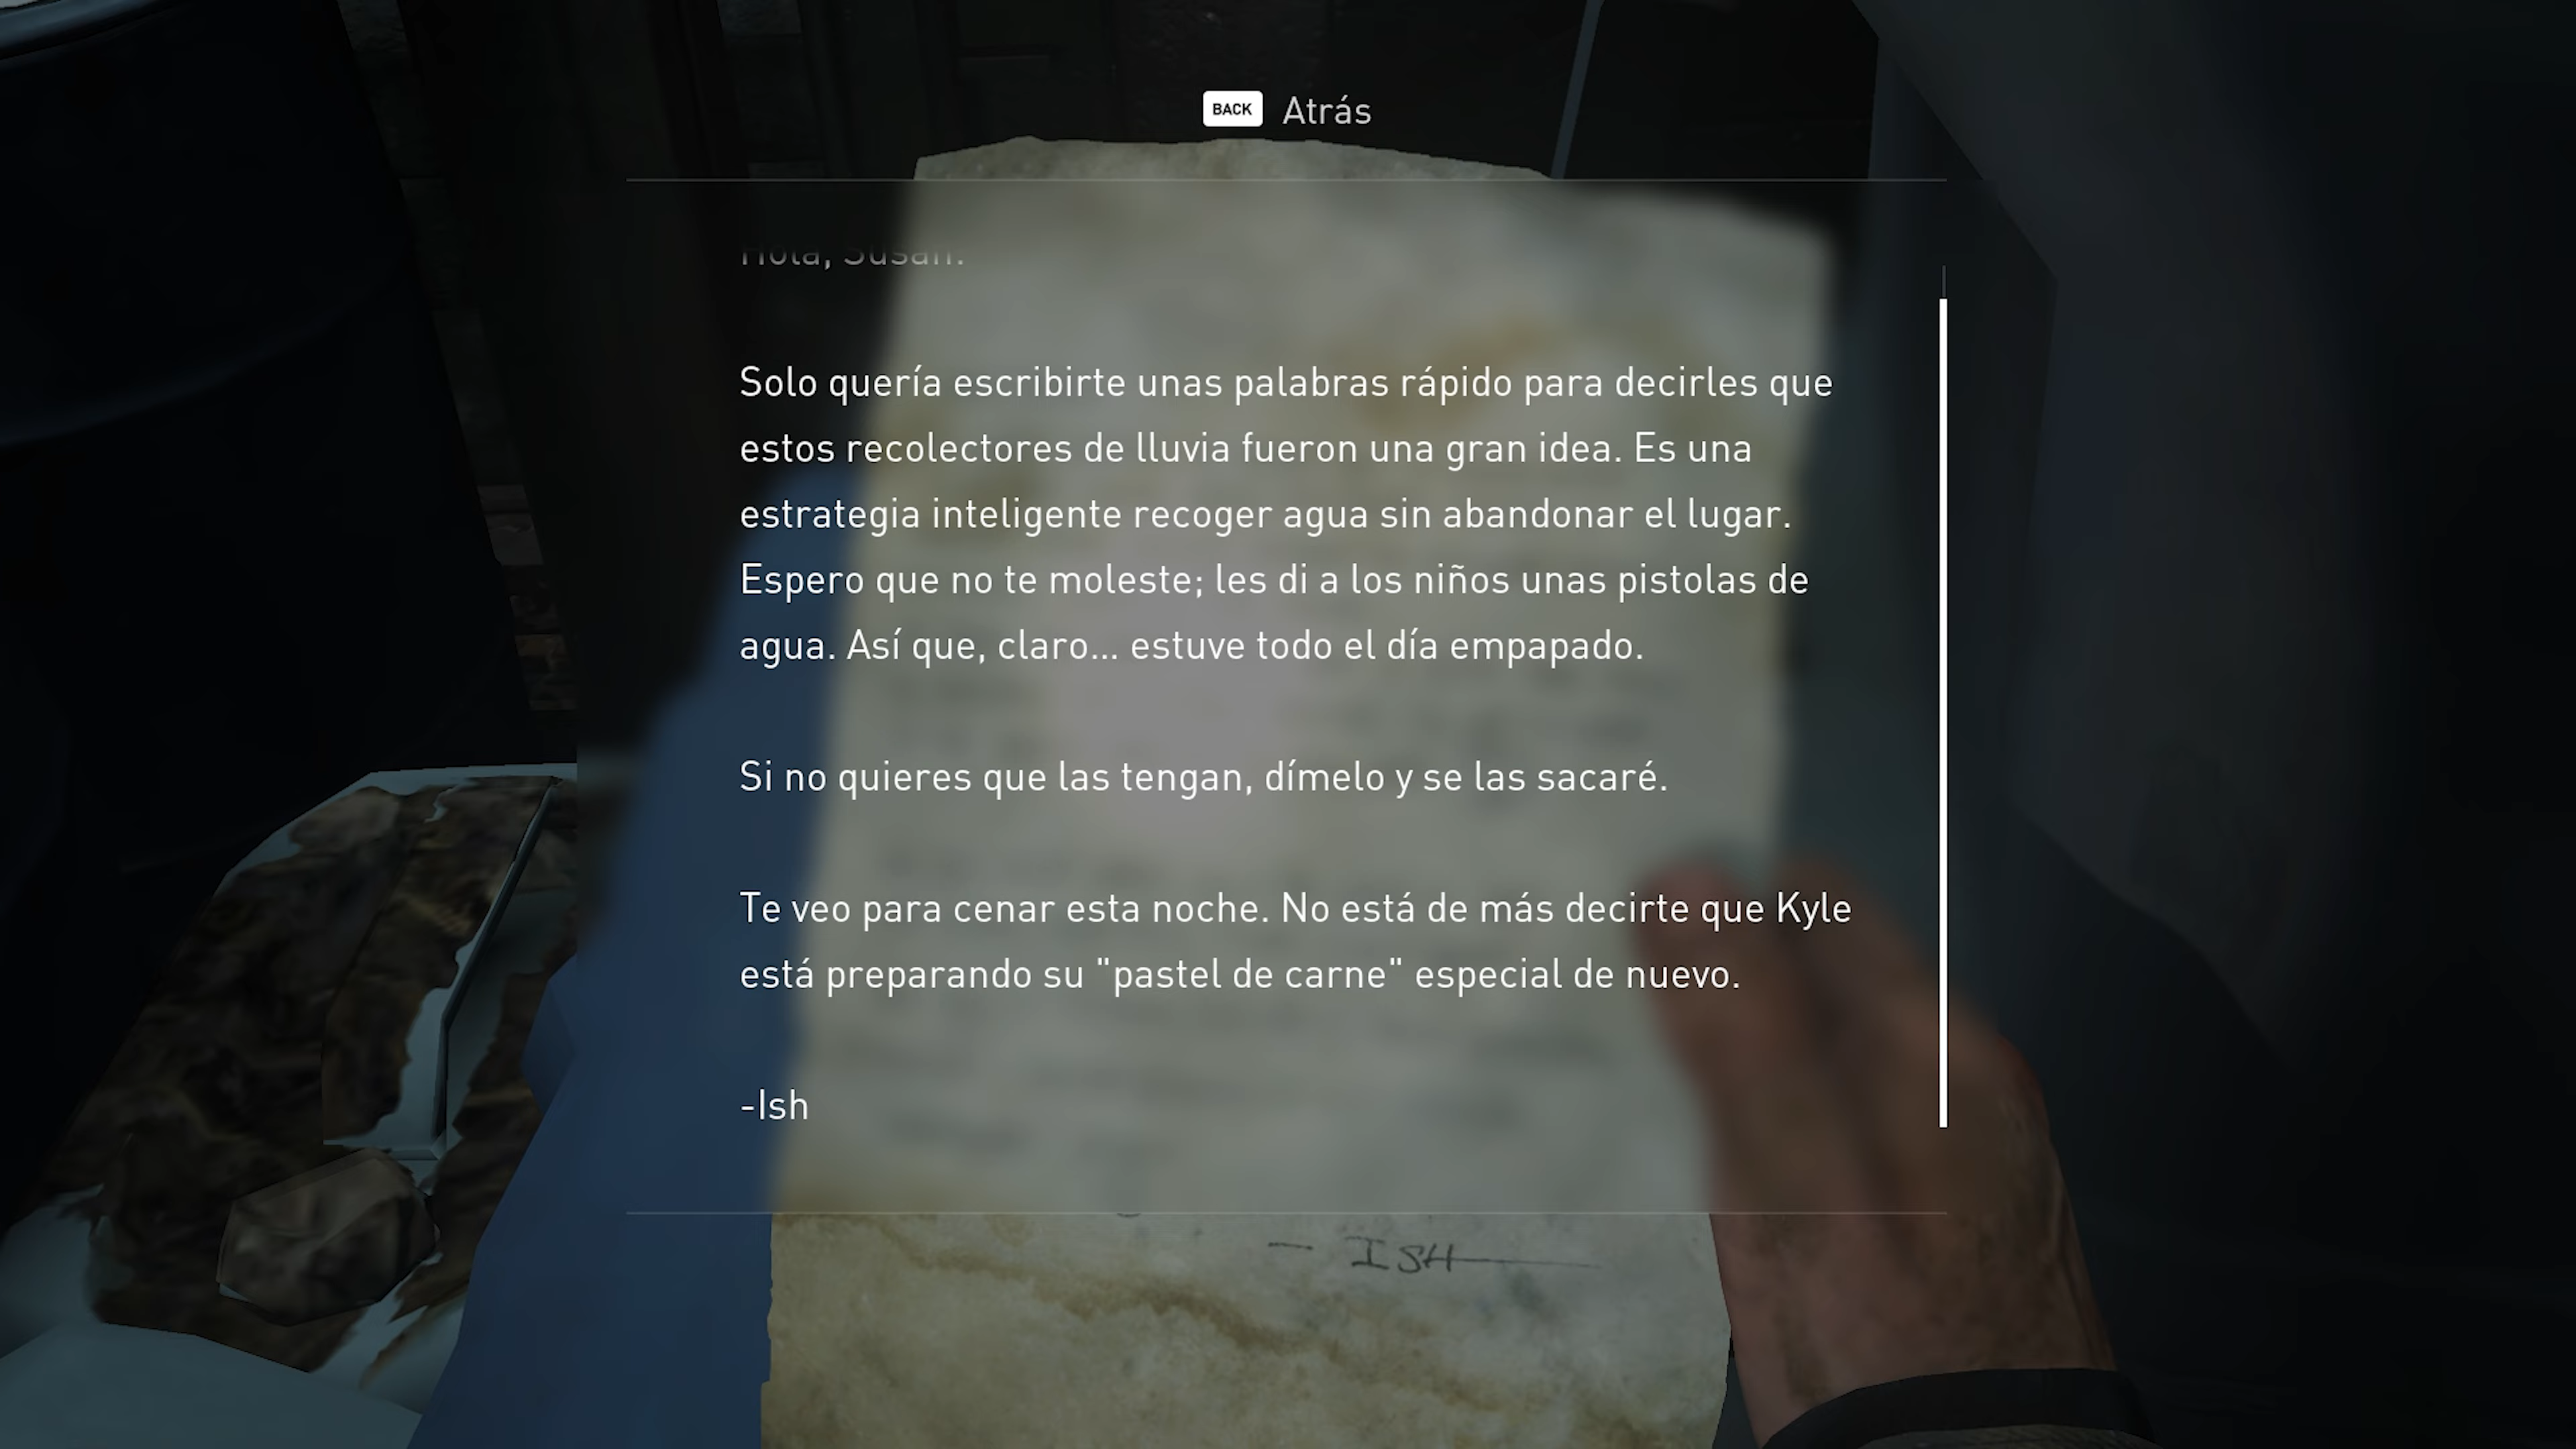 BACK Atrás
Hola, Susan:
Solo quería escribirte unas palabras rápido para decirles que
estos recolectores de lluvia fueron una gran idea. Es una
estrategia inteligente recoger agua sin abandonar el lugar.
Espero que no te moleste; les di a los niños unas pistolas de
agua. Así que, claro... estuve todo el día empapado.
Si no quieres que las tengan, dímelo y se las sacaré.
Te veo para cenar esta noche. No está de más decirte que Kyle
está preparando su "pastel de carne" especial de nuevo.
-Ish
- ISH